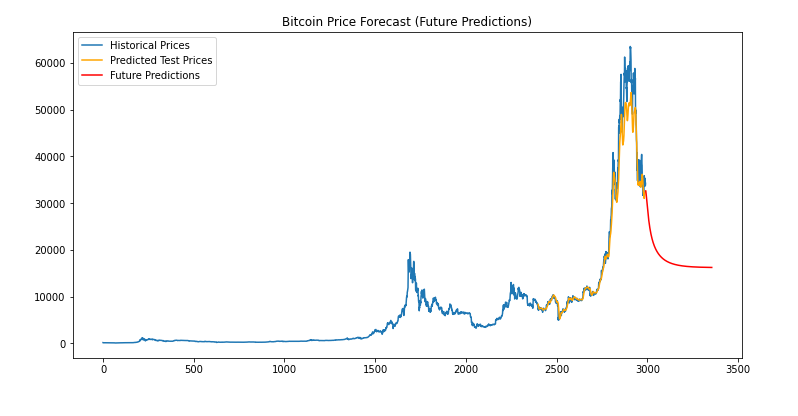 Bitcoin Price Forecast (Future Predictions)
Historical Prices
Predicted Test Prices
Future Predictions
60000
50000
40000
30000
20000
10000
0
0 500 1000 1500 2000 2500 3000 3500